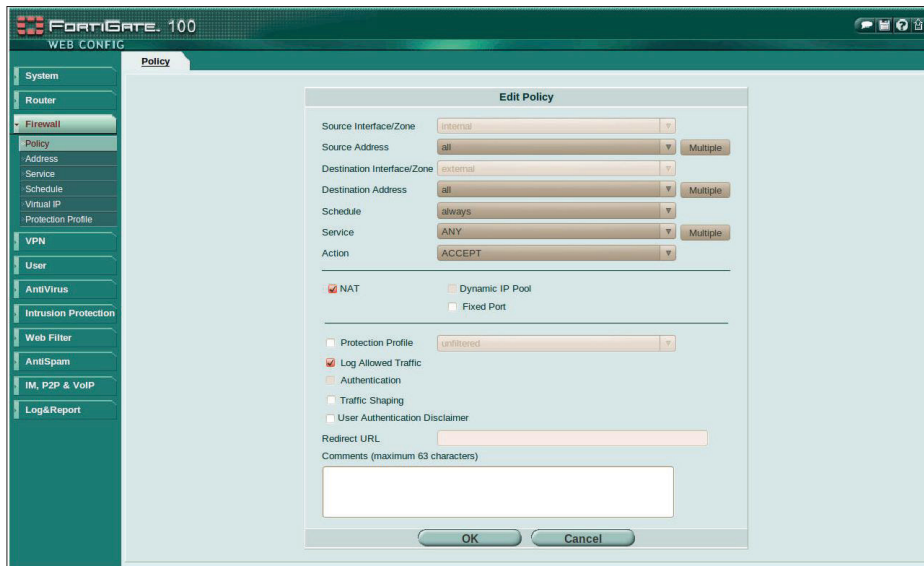 FORTIGATE. 100
WEB CONFIG
Policy
System
Router
Firewall
Policy
Address
Service
Schedule
Virtual IP
Protection Profile
VPN
User
AntiVirus
Intrusion Protection
Web Filter
AntiSpam
IM, P2P & VoIP
Log&Report
Edit Policy
Source Interface/Zone internal
Source Address all Multiple
Destination Interface/Zone external
Destination Address all Multiple
Schedule always
Service ANY Multiple
Action ACCEPT
NAT Dynamic IP Pool
Fixed Port
Protection Profile unfiltered
Log Allowed Traffic
Authentication
Traffic Shaping
User Authentication Disclaimer
Redirect URL
Comments (maximum 63 characters)
OK Cancel